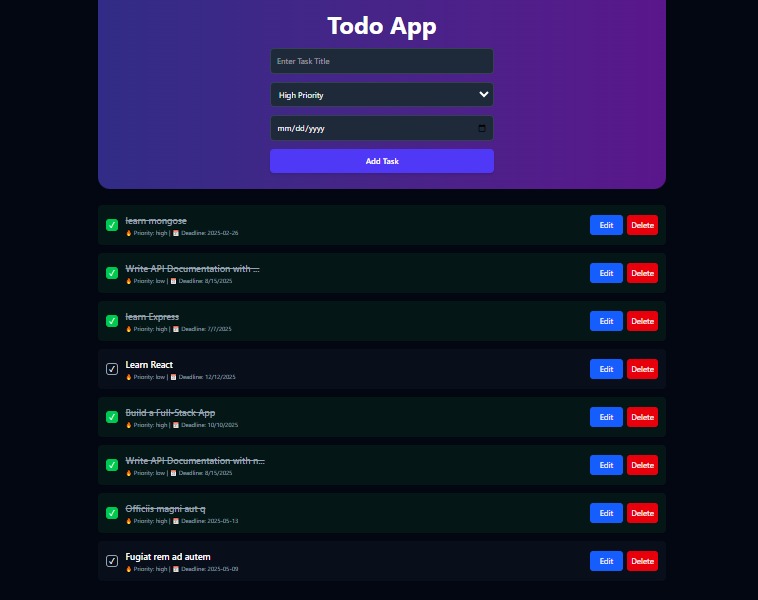 Todo App
Enter Task Title
High Priority
mm/dd/yyyy
Add Task
learn mongose
Priority: high | Deadline: 2025-02-26
Edit Delete
Write API Documentation with ...
Priority: low | Deadline: 8/15/2025
Edit Delete
learn Express
Priority: high | Deadline: 7/7/2025
Edit Delete
Learn React
Priority: low | Deadline: 12/12/2025
Edit Delete
Build a Full-Stack App
Priority: high | Deadline: 10/10/2025
Edit Delete
Write API Documentation with n...
Priority: low | Deadline: 8/15/2025
Edit Delete
Officiis magni aut q
Priority: high | Deadline: 2025-05-13
Edit Delete
Fugiat rem ad autem
Priority: high | Deadline: 2025-05-09
Edit Delete